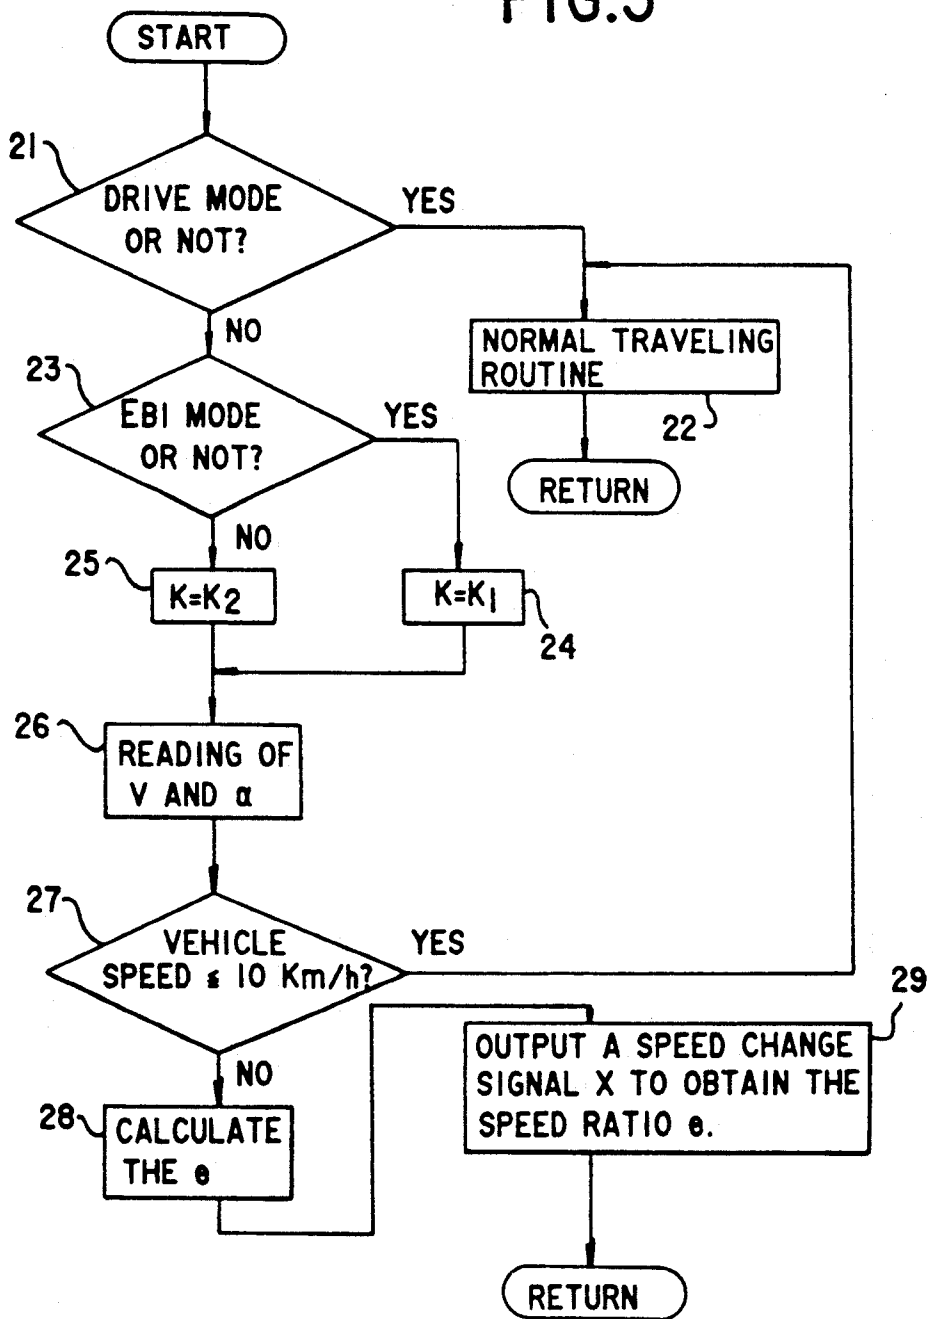 FIG.5
START
21
DRIVE MODE
OR NOT?
YES
NO
NORMAL TRAVELING
ROUTINE
22
RETURN
23
EBI MODE
OR NOT?
YES
NO
25
K=K2
K=K1
24
26
READING OF
V AND α
27
VEHICLE
SPEED ≦ 10 Km/h?
YES
NO
28
CALCULATE
THE e
29
OUTPUT A SPEED CHANGE
SIGNAL X TO OBTAIN THE
SPEED RATIO e.
RETURN